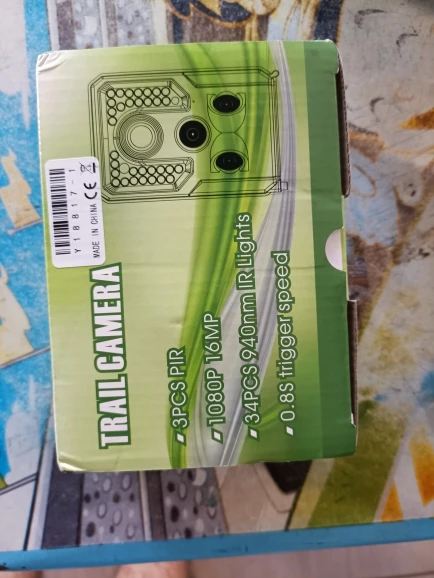 TRAIL CAMERA
3PCS PIR
1080P 16MP
34PCS 940nm IR Lights
0.8S trigger speed
Y18817-1
MADE IN CHINA CE